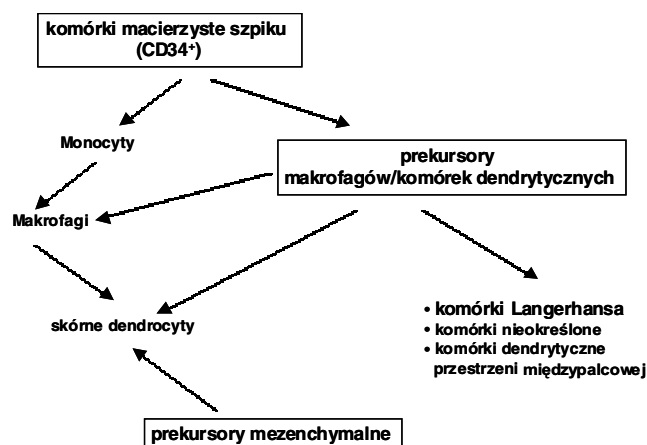 komórki macierzyste szpiku
(CD34+)
Monocyty
prekursory
makrofagów/komórek dendrytycznych
Makrofagi
skórne dendrocyty
• komórki Langerhansa
• komórki nieokreślone
• komórki dendrytyczne
przestrzeni międzypalcowej
prekursory mezenchymalne